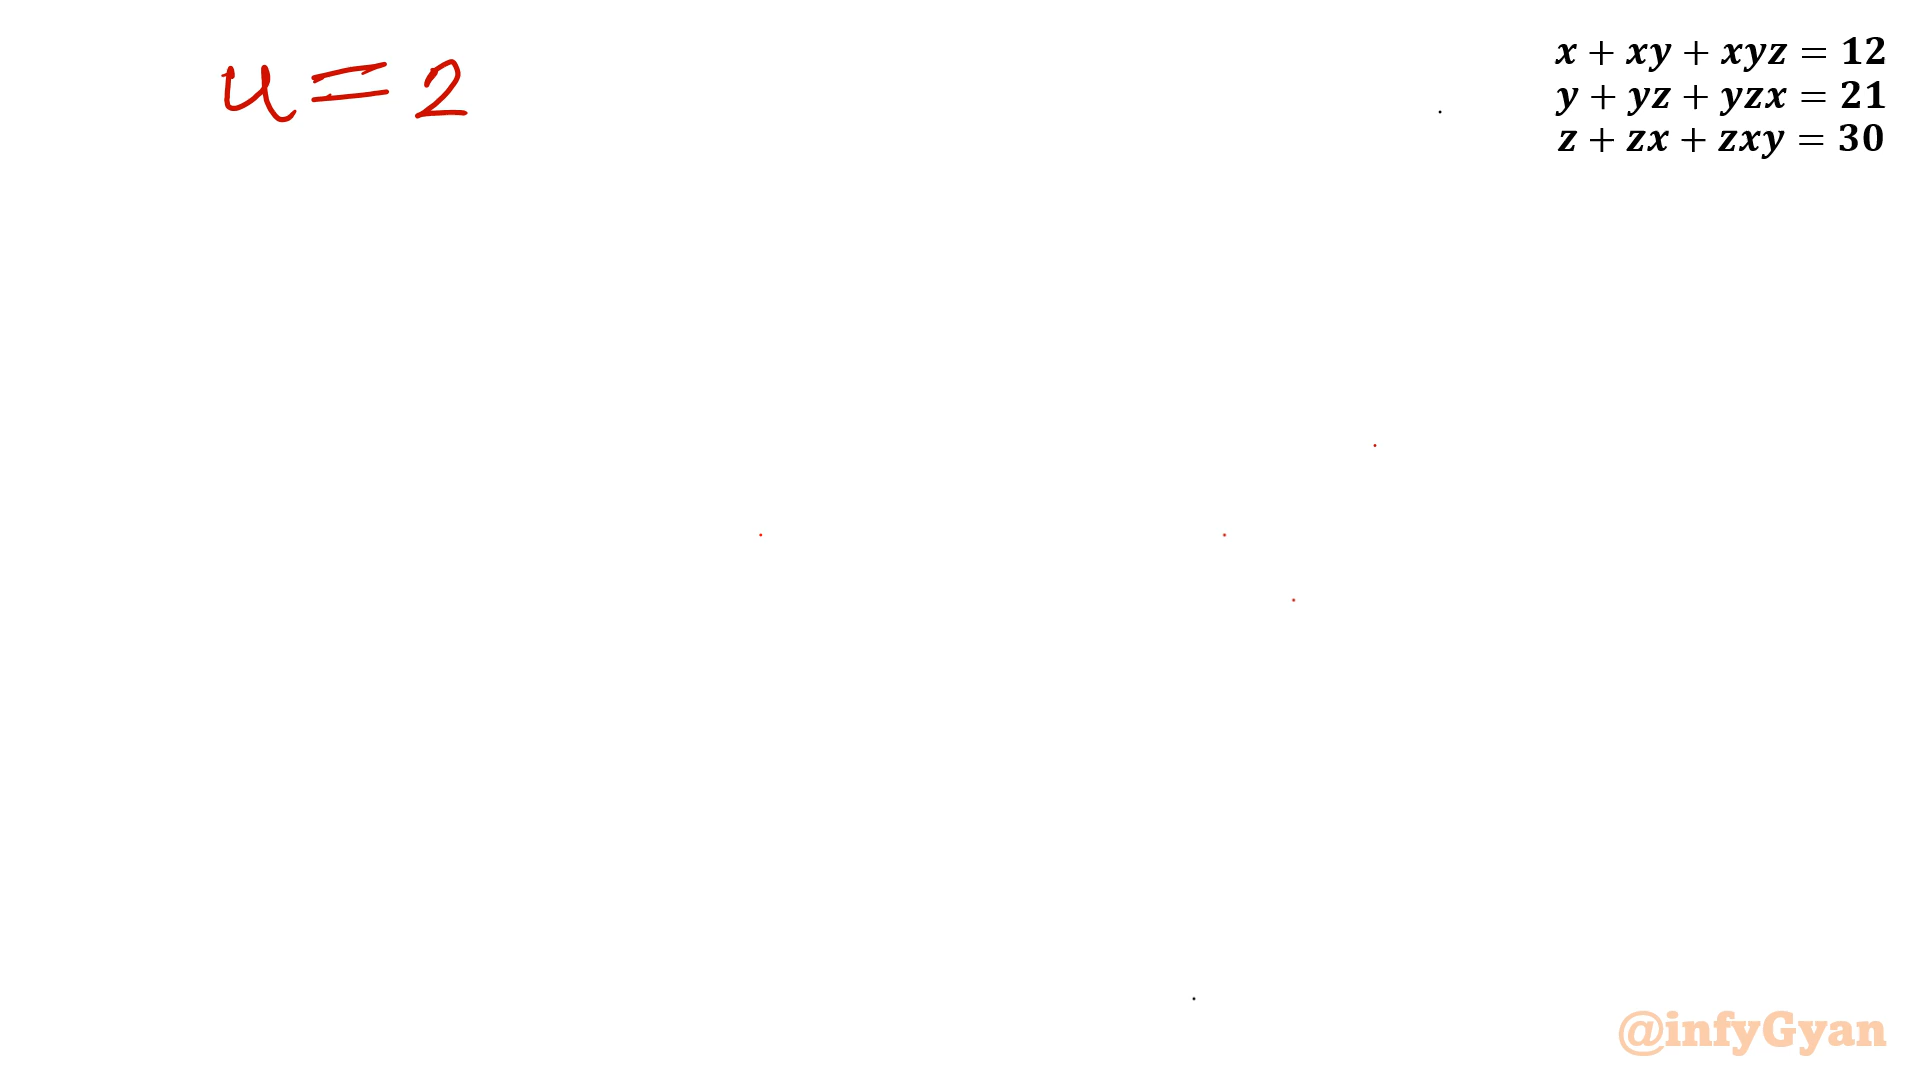 u = 2
x + xy + xyz = 12
y + yz + yzx = 21
z + zx + zxy = 30
@infyGyan